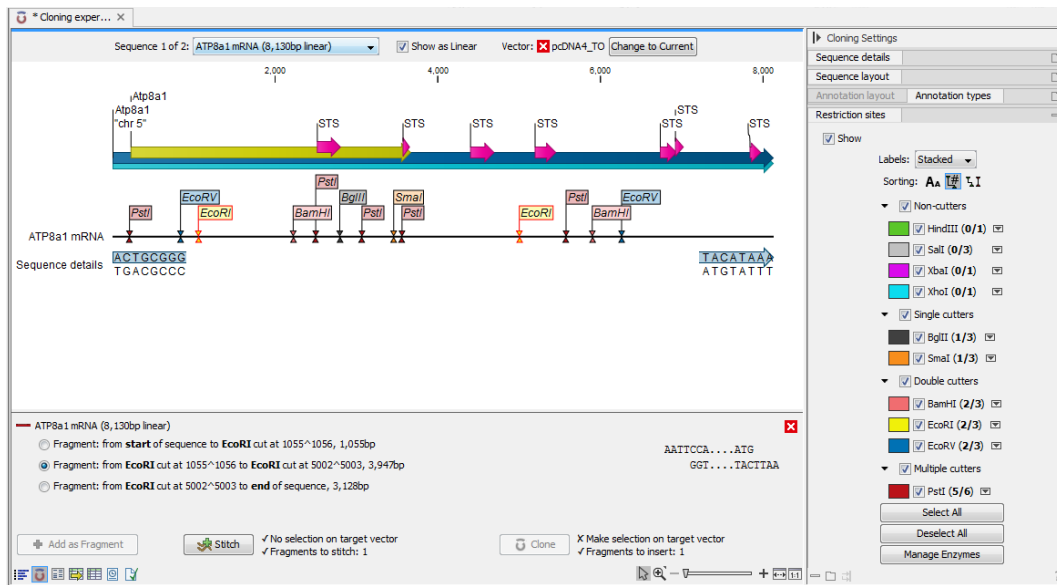 * Cloning exper... ×
Sequence 1 of 2: ATP8a1 mRNA (8,130bp linear) Show as Linear Vector: pcDNA4_TO Change to Current
2,000 4,000 6,000 8,000
Atp8a1
Atp8a1
"chr 5" STS STS STS STS STS STS STS
PstI
EcoRV BglII SmaI EcoRV
PstI EcoRI BamHI PstI PstI EcoRI PstI BamHI
ATP8a1 mRNA
Sequence details ACTGCGGG TACATAAA
TGACGCCC ATGTATTT
ATP8a1 mRNA (8,130bp linear)
Fragment: from start of sequence to EcoRI cut at 1055^1056, 1,055bp
Fragment: from EcoRI cut at 1055^1056 to EcoRI cut at 5002^5003, 3,947bp
Fragment: from EcoRI cut at 5002^5003 to end of sequence, 3,128bp
AATTCCA....ATG
GGT....TACTTAA
Add as Fragment
Stitch
✓No selection on target vector
✓Fragments to stitch: 1
Clone
X Make selection on target vector
✓Fragments to insert: 1
1:1
Cloning Settings
Sequence details
Sequence layout
Annotation layout Annotation types
Restriction sites
Show
Labels: Stacked
Sorting: AA # I
Non-cutters
HindIII (0/1)
SalI (0/3)
XbaI (0/1)
XhoI (0/1)
Single cutters
BglII (1/3)
SmaI (1/3)
Double cutters
BamHI (2/3)
EcoRI (2/3)
EcoRV (2/3)
Multiple cutters
PstI (5/6)
Select All
Deselect All
Manage Enzymes